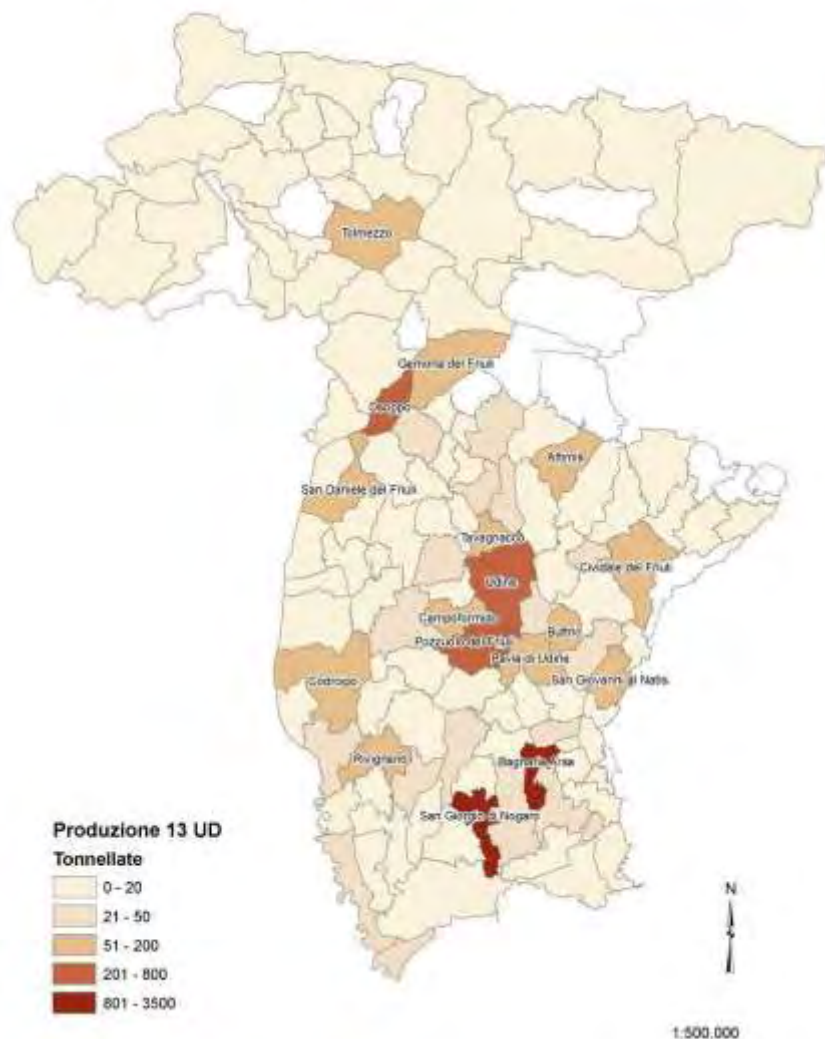 Tolmezzo
Gemona del Friuli
Osoppo
Attimis
San Daniele del Friuli
Tavagnacco
Cividale del Friuli
Udine
Campoformido
Buttrio
Pozzuolo del Friuli
Pavia di Udine
San Giovanni al Natis
Codroipo
Rivignano
Bagnaria Arsa
San Giorgio di Nogaro
Produzione 13 UD
Tonnellate
0 - 20
21 - 50
51 - 200
201 - 800
801 - 3500
N
1:500.000